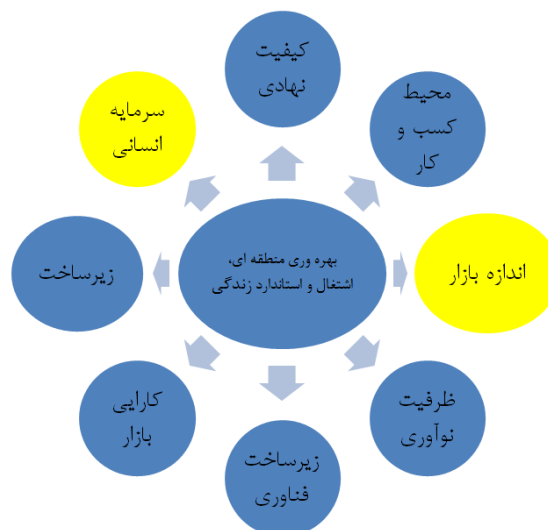 کیفیت
نهادی
محیط
کسب و
کار
سرمایه
انسانی
بهره وری منطقه ای،
اشتغال و استاندارد زندگی
اندازه بازار
زیرساخت
ظرفیت
نوآوری
کارایی
بازار
زیرساخت
فناوری